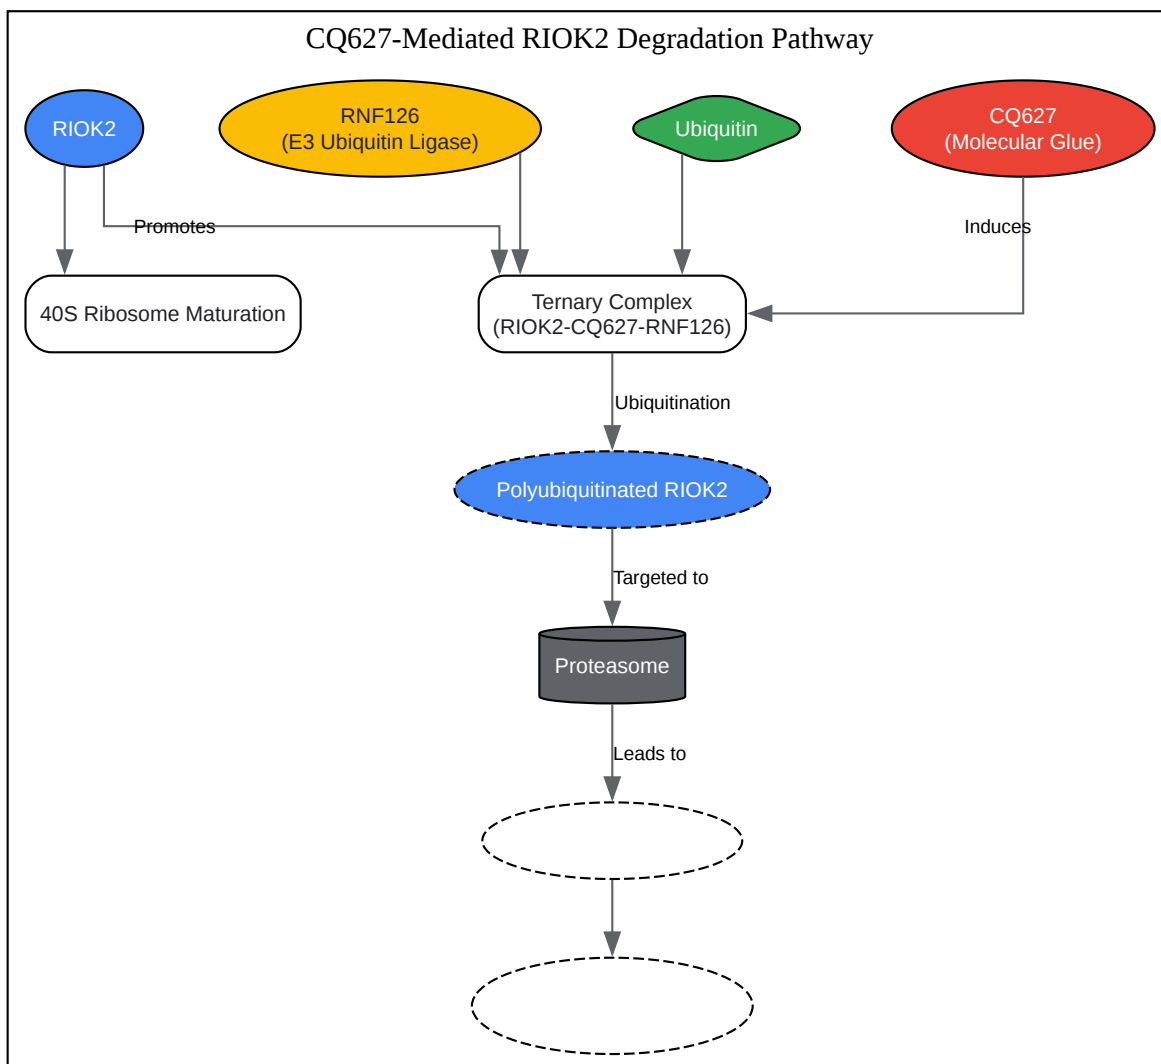 CQ627-Mediated RIOK2 Degradation Pathway
RIOK2
RNF126
(E3 Ubiquitin Ligase)
Ubiquitin
CQ627
(Molecular Glue)
Promotes
Induces
40S Ribosome Maturation
Ternary Complex
(RIOK2-CQ627-RNF126)
Ubiquitination
Polyubiquitinated RIOK2
Targeted to
Proteasome
Leads to